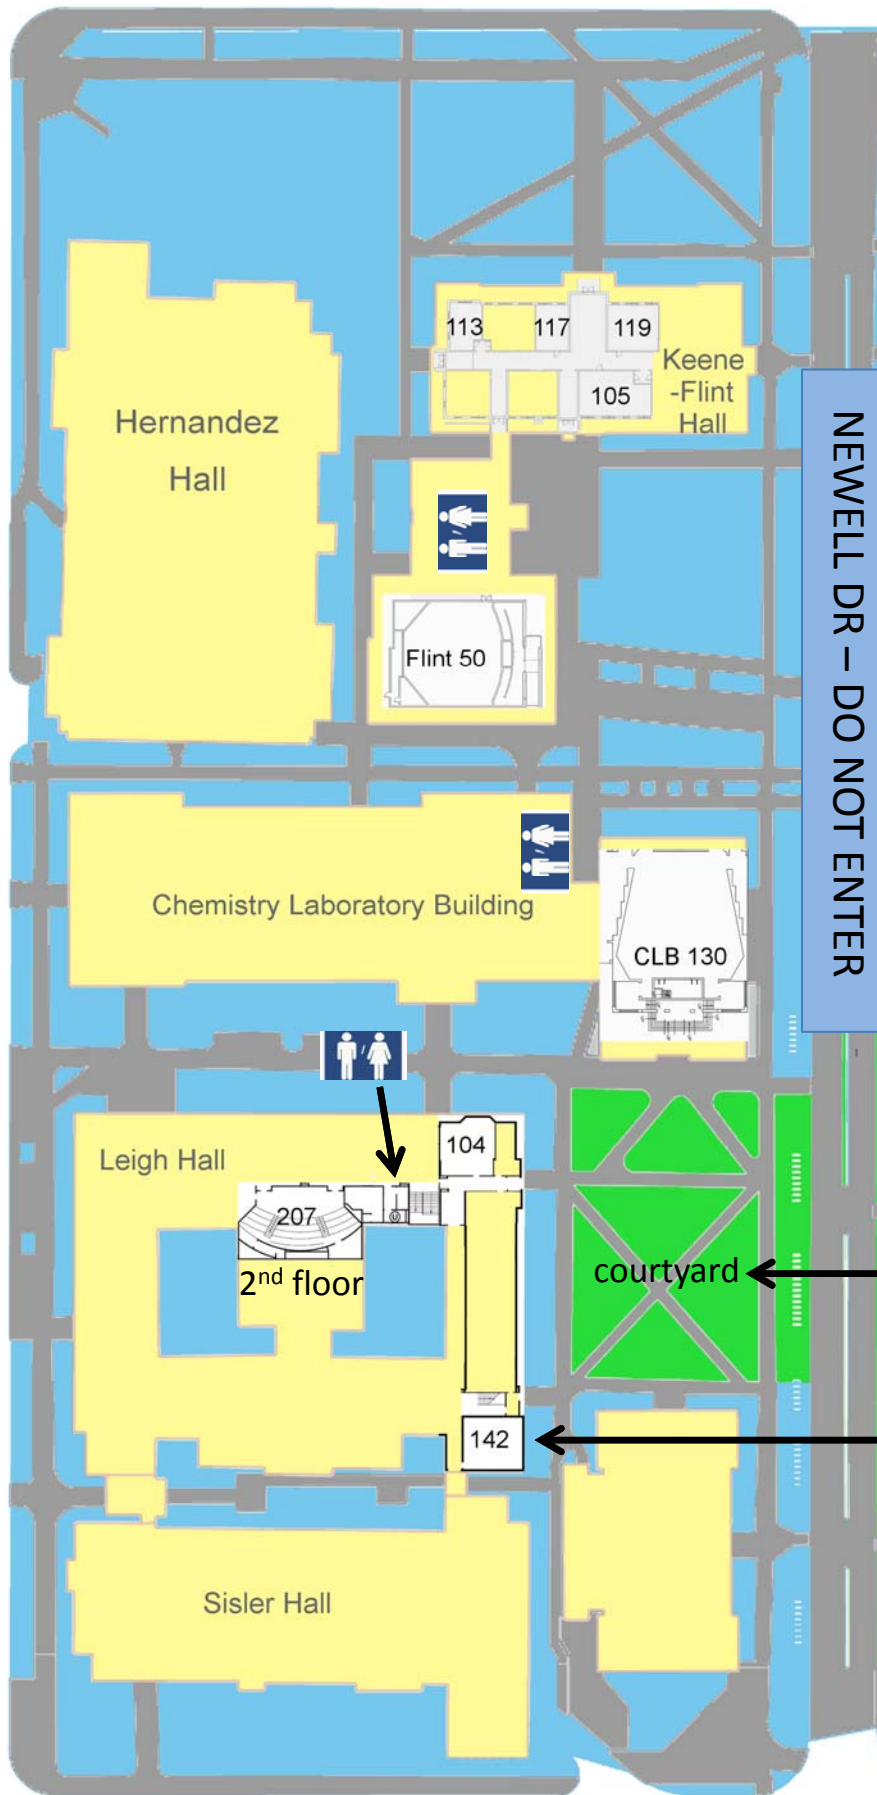 113
117
119
Keene
-Flint
Hall
105
Hernandez
Hall
NEWELL DR – DO NOT ENTER
Flint 50
Chemistry Laboratory Building
CLB 130
Leigh Hall
104
207
2nd floor
courtyard
142
Sisler Hall